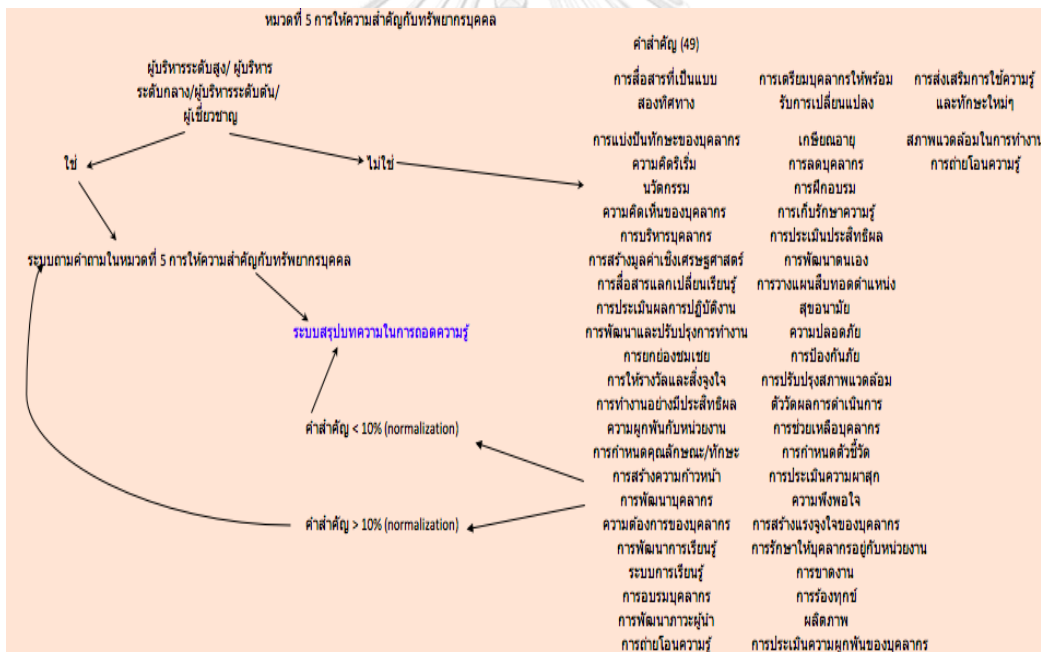 หมวดที่ 5 การให้ความสำคัญกับทรัพยากรบุคคล
ผู้บริหารระดับสูง/ ผู้บริหาร
ระดับกลาง/ผู้บริหารระดับต้น/
ผู้เชี่ยวชาญ
ใช่
ไม่ใช่
ระบบถามคำถามในหมวดที่ 5 การให้ความสำคัญกับทรัพยากรบุคคล
ระบบสรุปบทความในการถอดความรู้
คำสำคัญ < 10% (normalization)
คำสำคัญ > 10% (normalization)
คำสำคัญ (49)
การสื่อสารที่เป็นแบบ
สองทิศทาง
การแบ่งปันทักษะของบุคลากร
ความคิดริเริ่ม
นวัตกรรม
ความคิดเห็นของบุคลากร
การบริหารบุคลากร
การสร้างมูลค่าเชิงเศรษฐศาสตร์
การสื่อสารแลกเปลี่ยนเรียนรู้
การประเมินผลการปฏิบัติงาน
การพัฒนาและปรับปรุงการทำงาน
การยกย่องชมเชย
การให้รางวัลและสิ่งจูงใจ
การทำงานอย่างมีประสิทธิผล
ความผูกพันกับหน่วยงาน
การกำหนดคุณลักษณะ/ทักษะ
การสร้างความก้าวหน้า
การพัฒนาบุคลากร
ความต้องการของบุคลากร
การพัฒนาการเรียนรู้
ระบบการเรียนรู้
การอบรมบุคลากร
การพัฒนาภาวะผู้นำ
การถ่ายโอนความรู้
การเตรียมบุคลากรให้พร้อม
รับการเปลี่ยนแปลง
เกษียณอายุ
การลดบุคลากร
การฝึกอบรม
การเก็บรักษาความรู้
การประเมินประสิทธิผล
การพัฒนาตนเอง
การวางแผนสืบทอดตำแหน่ง
สุขอนามัย
ความปลอดภัย
การป้องกันภัย
การปรับปรุงสภาพแวดล้อม
ตัววัดผลการดำเนินการ
การช่วยเหลือบุคลากร
การกำหนดตัวชี้วัด
การประเมินความผาสุก
ความพึงพอใจ
การสร้างแรงจูงใจของบุคลากร
การรักษาให้บุคลากรอยู่กับหน่วยงาน
การขาดงาน
การร้องทุกข์
ผลิตภาพ
การประเมินความผูกพันของบุคลากร
การส่งเสริมการใช้ความรู้
และทักษะใหม่ๆ
สภาพแวดล้อมในการทำงาน
การถ่ายโอนความรู้